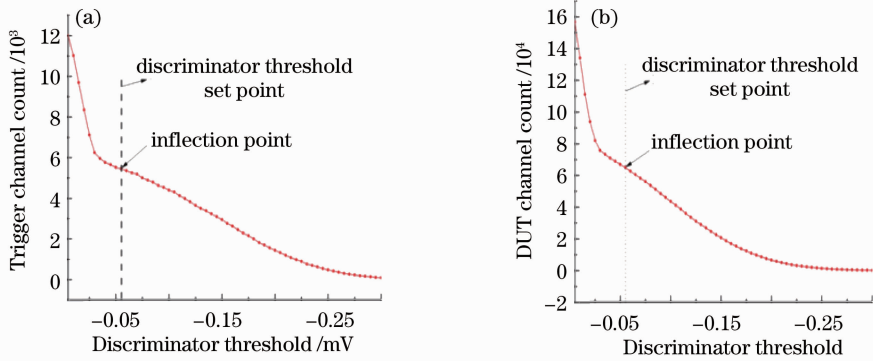 (a)
Trigger channel count /10³
12
10
8
6
4
2
0
discriminator threshold
set point
inflection point
−0.05
−0.15
−0.25
Discriminator threshold /mV
(b)
DUT channel count /10⁴
16
14
12
10
8
6
4
2
0
−2
discriminator threshold
set point
inflection point
−0.05
−0.15
−0.25
Discriminator threshold